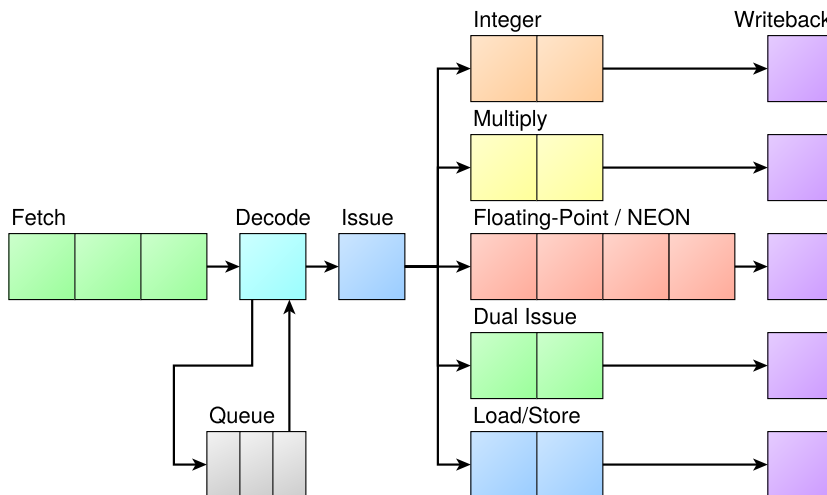 Integer
Writeback
Multiply
Fetch
Decode
Issue
Floating-Point / NEON
Dual Issue
Queue
Load/Store